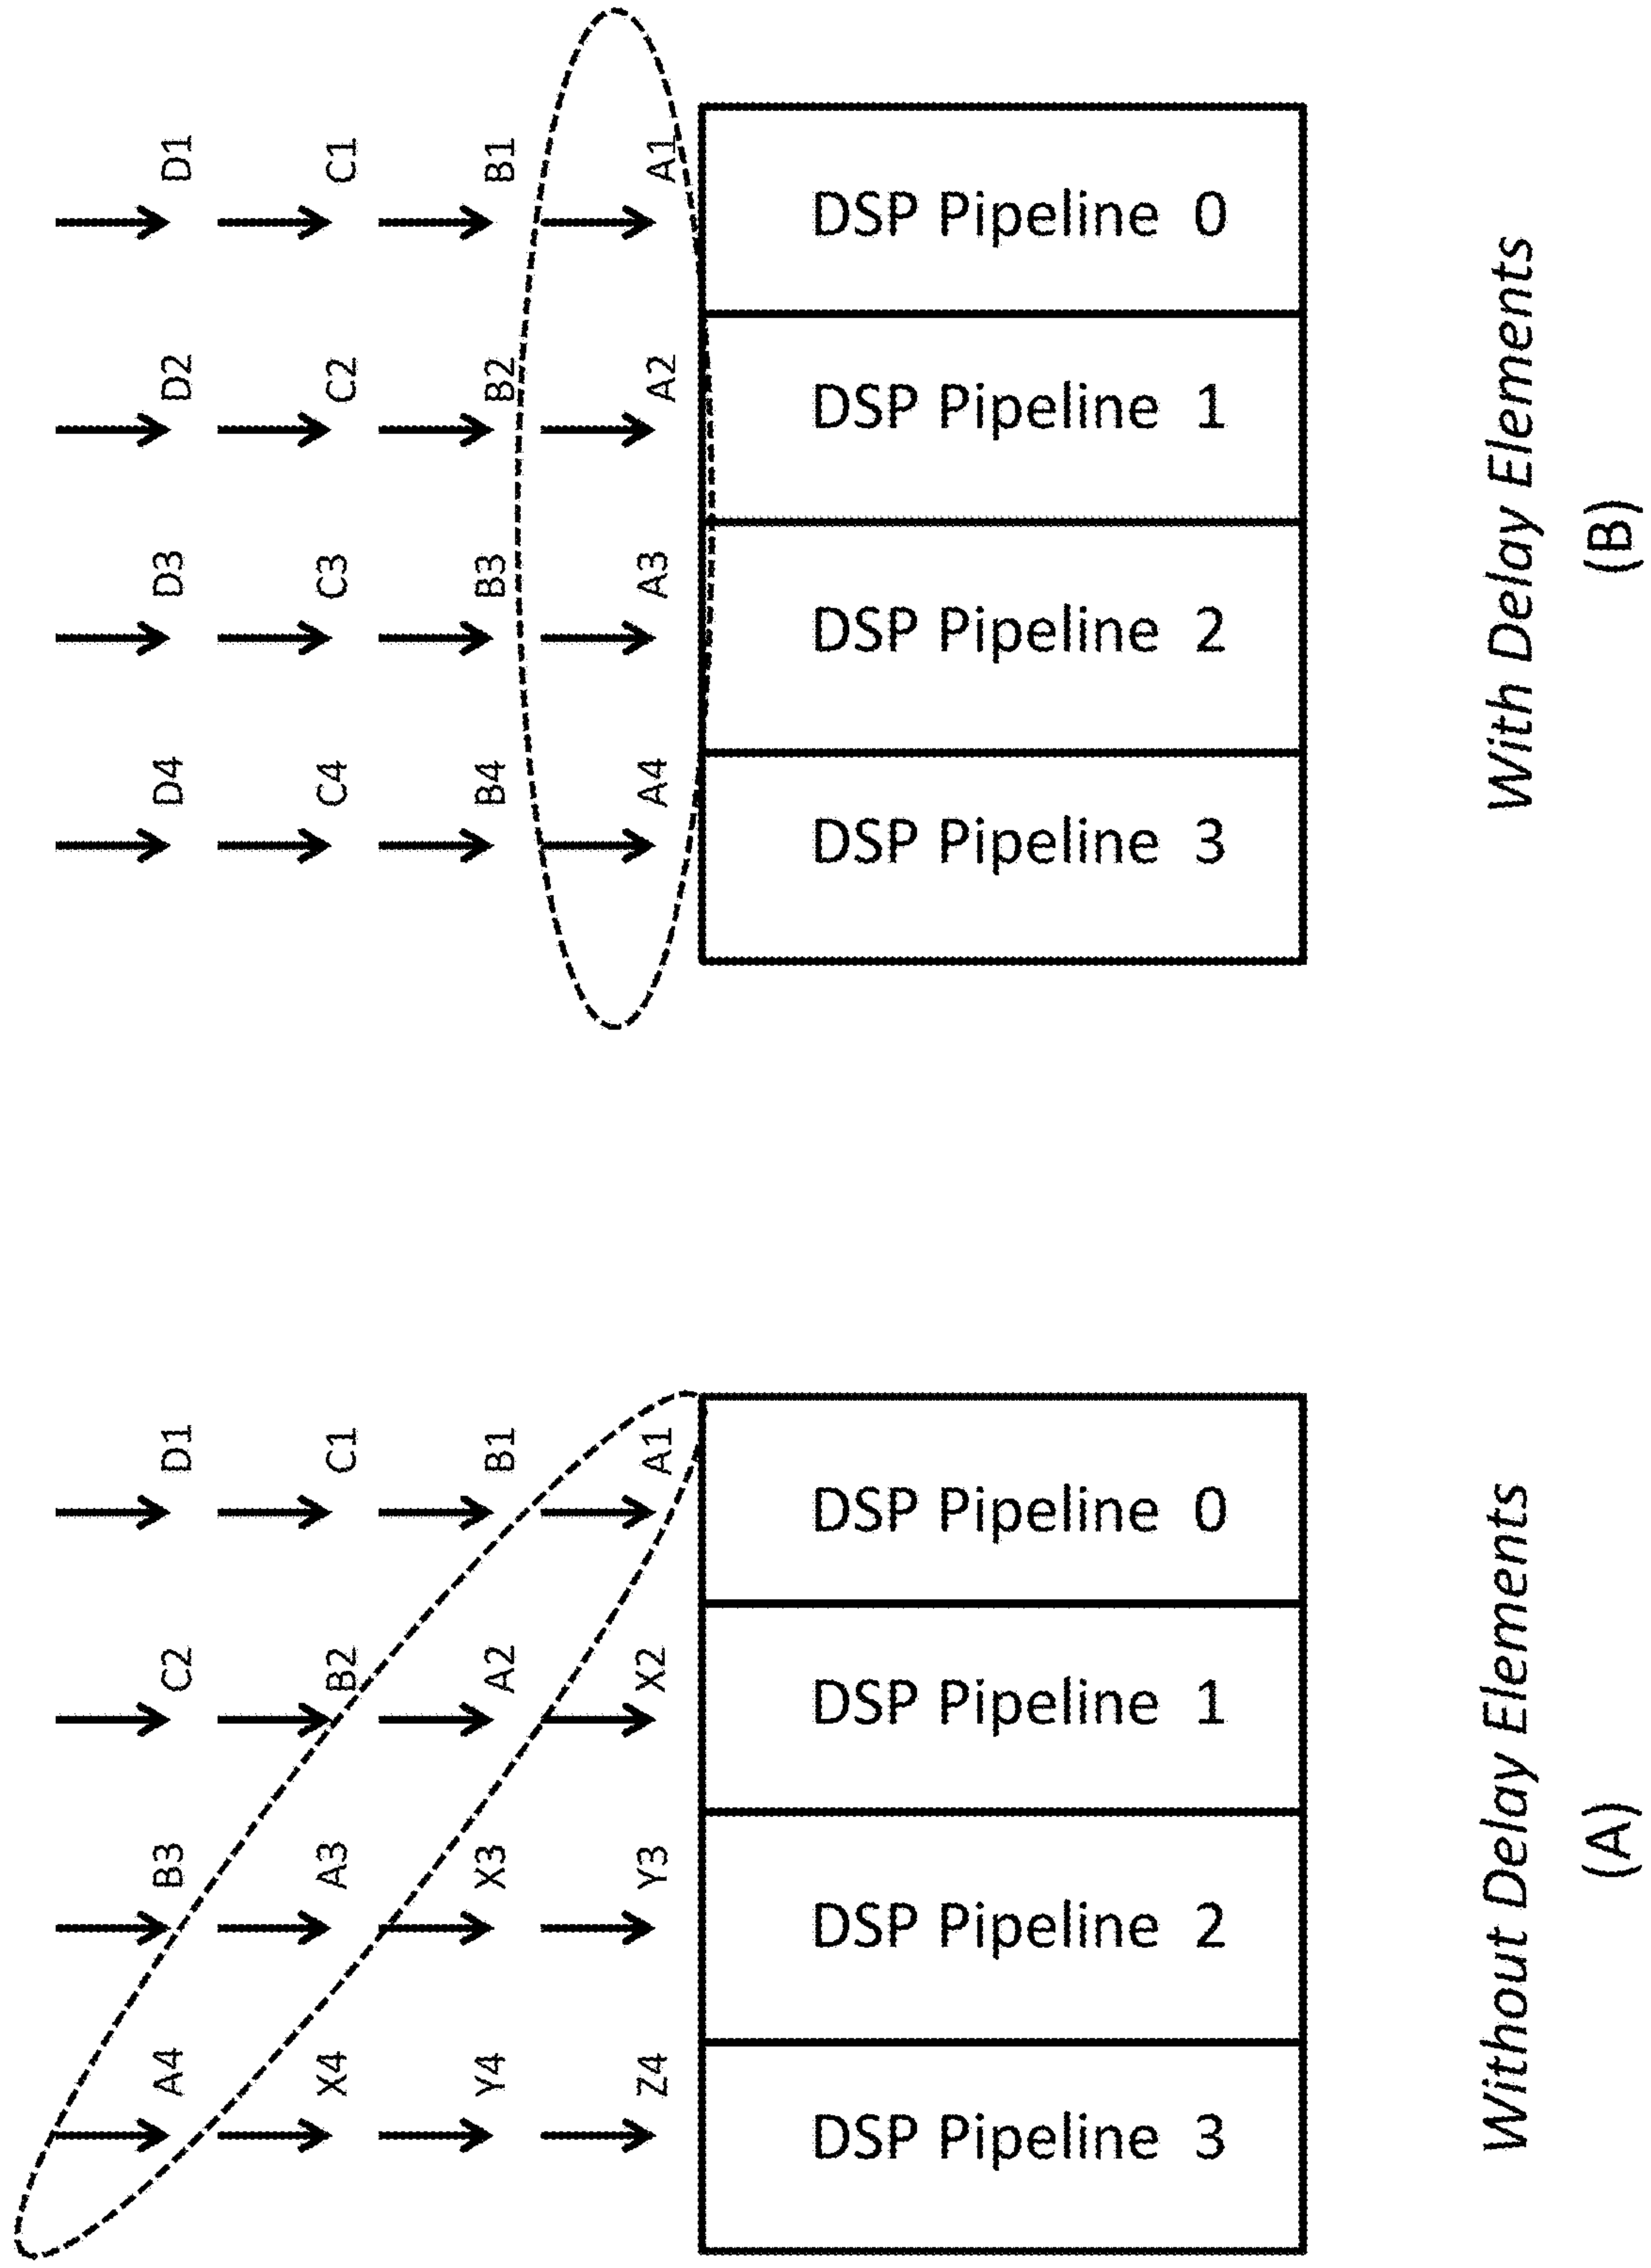 A4 B3 C2 D1
X4 A3 B2 C1
Y4 X3 A2 B1
Z4 Y3 X2 A1
DSP Pipeline 3
DSP Pipeline 2
DSP Pipeline 1
DSP Pipeline 0
Without Delay Elements
(A)
D4 D3 D2 D1
C4 C3 C2 C1
B4 B3 B2 B1
A4 A3 A2 A1
DSP Pipeline 3
DSP Pipeline 2
DSP Pipeline 1
DSP Pipeline 0
With Delay Elements
(B)